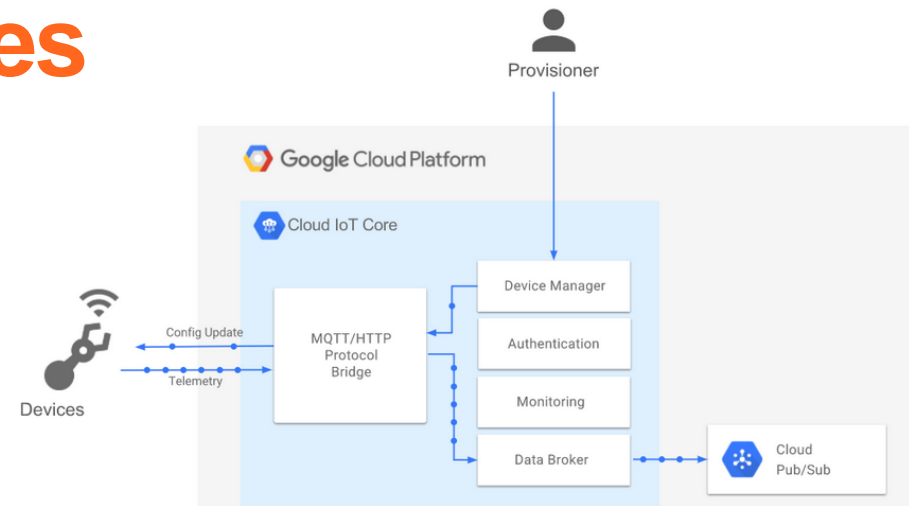 es
Provisioner
Google Cloud Platform
Cloud IoT Core
Device Manager
Config Update
MQTT/HTTP
Protocol
Bridge
Authentication
Telemetry
Devices
Monitoring
Data Broker
Cloud
Pub/Sub